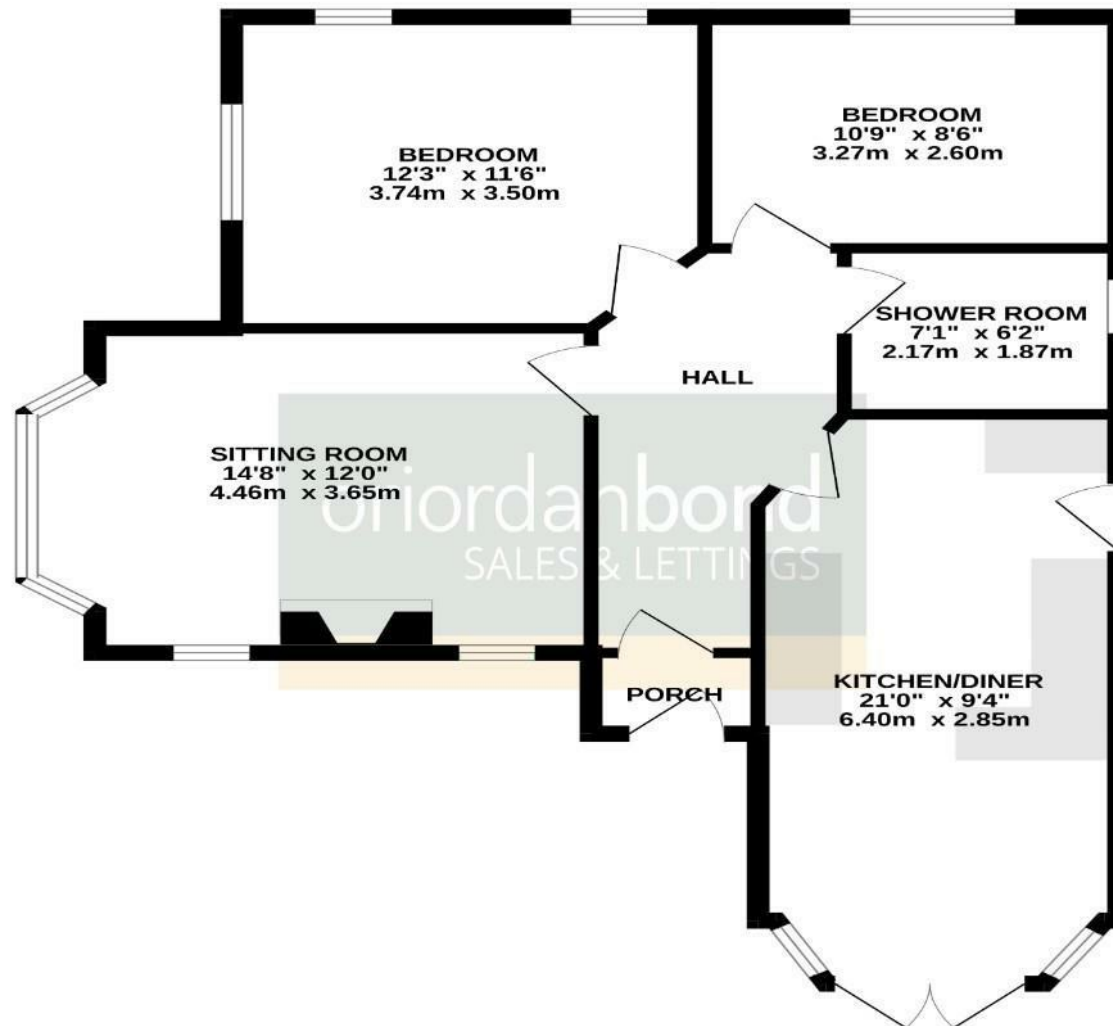 BEDROOM
12'3" x 11'6"
3.74m x 3.50m
BEDROOM
10'9" x 8'6"
3.27m x 2.60m
SHOWER ROOM
7'1" x 6'2"
2.17m x 1.87m
HALL
SITTING ROOM
14'8" x 12'0"
4.46m x 3.65m
oriordanbond
SALES & LETTINGS
PORCH
KITCHEN/DINER
21'0" x 9'4"
6.40m x 2.85m